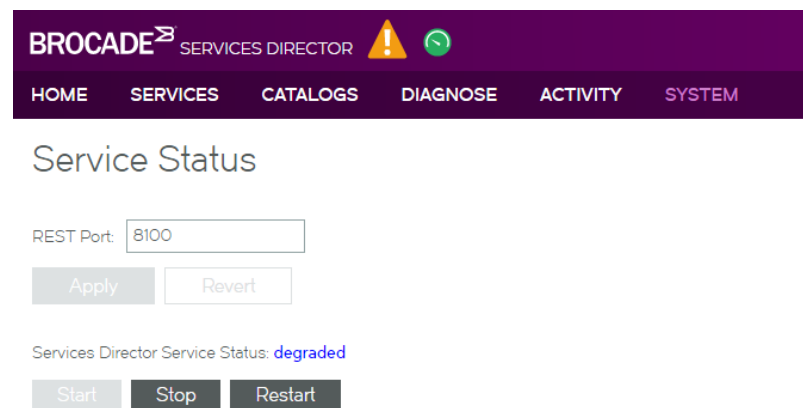 BROCADE SERVICES DIRECTOR
HOME SERVICES CATALOGS DIAGNOSE ACTIVITY SYSTEM
Service Status
REST Port: 8100
Apply Revert
Services Director Service Status: degraded
Start Stop Restart